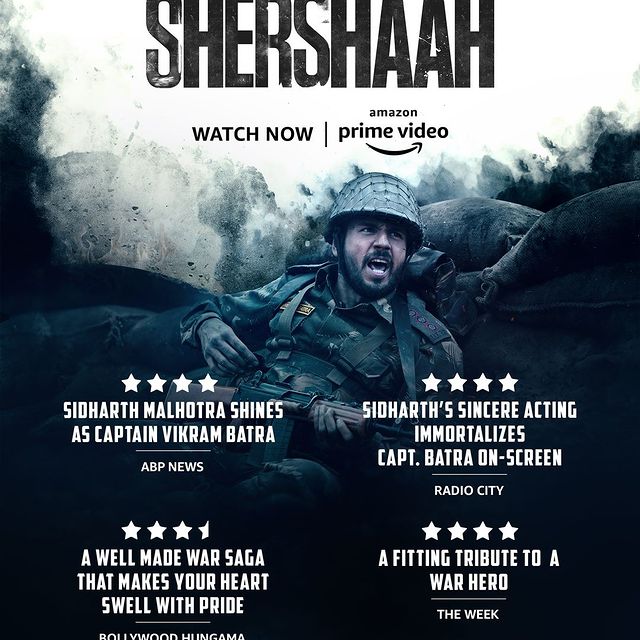 SHERSHAAH
WATCH NOW | amazon prime video
★★★★
SIDHARTH MALHOTRA SHINES
AS CAPTAIN VIKRAM BATRA
ABP NEWS
★★★★
SIDHARTH'S SINCERE ACTING
IMMORTALIZES
CAPT. BATRA ON-SCREEN
RADIO CITY
★★★⯨
A WELL MADE WAR SAGA
THAT MAKES YOUR HEART
SWELL WITH PRIDE
BOLLYWOOD HUNGAMA
★★★★
A FITTING TRIBUTE TO A
WAR HERO
THE WEEK